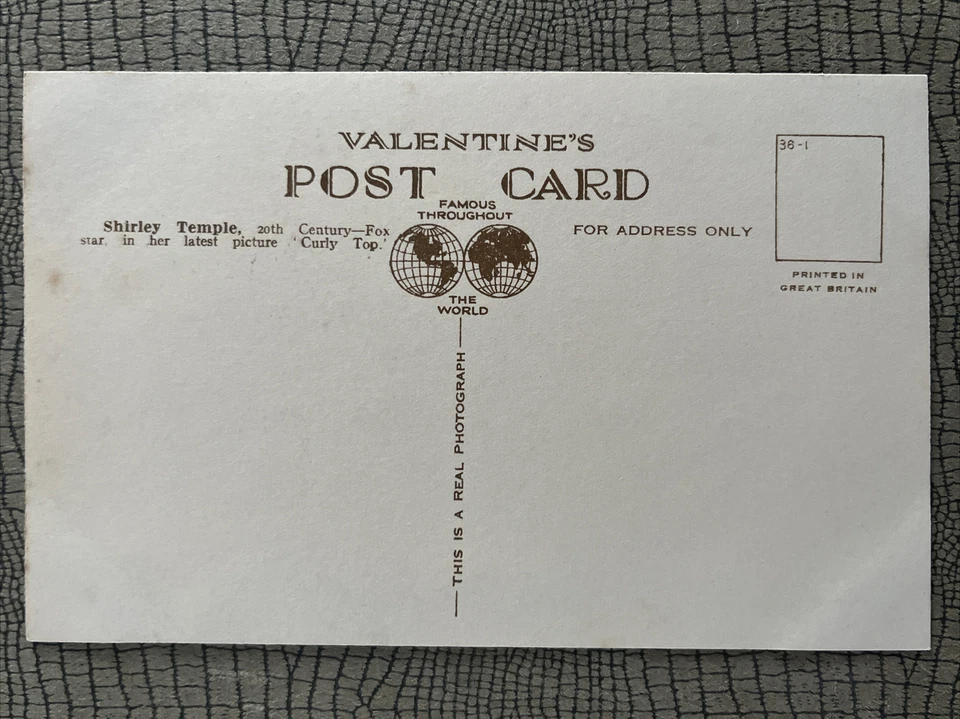 VALENTINE'S
POST CARD
FAMOUS
THROUGHOUT
THE
WORLD
Shirley Temple, 20th Century—Fox
star, in her latest picture 'Curly Top.'
FOR ADDRESS ONLY
36-1
PRINTED IN
GREAT BRITAIN
THIS IS A REAL PHOTOGRAPH